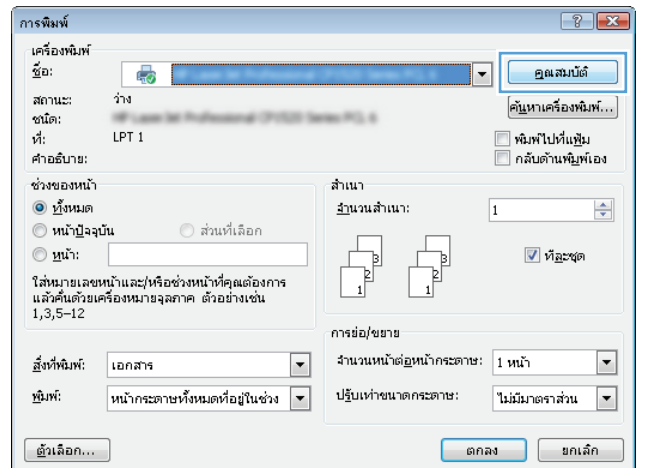 การพิมพ์
เครื่องพิมพ์
ชื่อ:
คุณสมบัติ
สถานะ: ว่าง
ชนิด:
ค้นหาเครื่องพิมพ์...
ที่: LPT 1
พิมพ์ไปที่แฟ้ม
คำอธิบาย:
กลับด้านพิมพ์เอง
ช่วงของหน้า
ทั้งหมด
หน้าปัจจุบัน ส่วนที่เลือก
หน้า:
ใส่หมายเลขหน้าและ/หรือช่วงหน้าที่คุณต้องการ
แล้วคั่นด้วยเครื่องหมายจุลภาค ตัวอย่างเช่น
1,3,5–12
สำเนา
จำนวนสำเนา: 1
3 3
2 2
1 1
ทีละชุด
สิ่งที่พิมพ์: เอกสาร
พิมพ์: หน้ากระดาษทั้งหมดที่อยู่ในช่วง
การย่อ/ขยาย
จำนวนหน้าต่อหน้ากระดาษ: 1 หน้า
ปรับเท่าขนาดกระดาษ: ไม่มีมาตราส่วน
ตัวเลือก...
ตกลง ยกเลิก